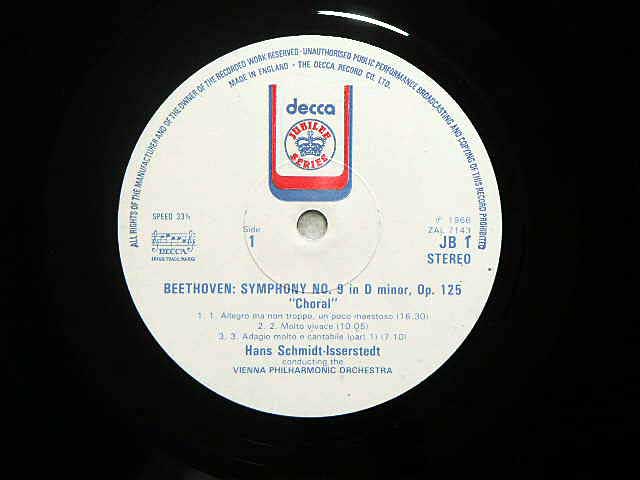 ALL RIGHTS OF THE MANUFACTURER AND OF THE OWNER OF THE RECORDED WORK RESERVED · UNAUTHORISED PUBLIC PERFORMANCE BROADCASTING AND COPYING OF THIS RECORD PROHIBITED
MADE IN ENGLAND · THE DECCA RECORD CO. LTD.
decca
JUBILEE
SERIES
SPEED 33⅓
DECCA
Side
1
℗ 1966
ZAL 7143
JB 1
STEREO
BEETHOVEN: SYMPHONY NO. 9 in D minor, Op. 125
"Choral"
1. 1. Allegro ma non troppo, un poco maestoso (16.30)
2. 2. Molto vivace (10.05)
3. 3. Adagio molto e cantabile (part 1) (7.10)
Hans Schmidt-Isserstedt
conducting the
VIENNA PHILHARMONIC ORCHESTRA